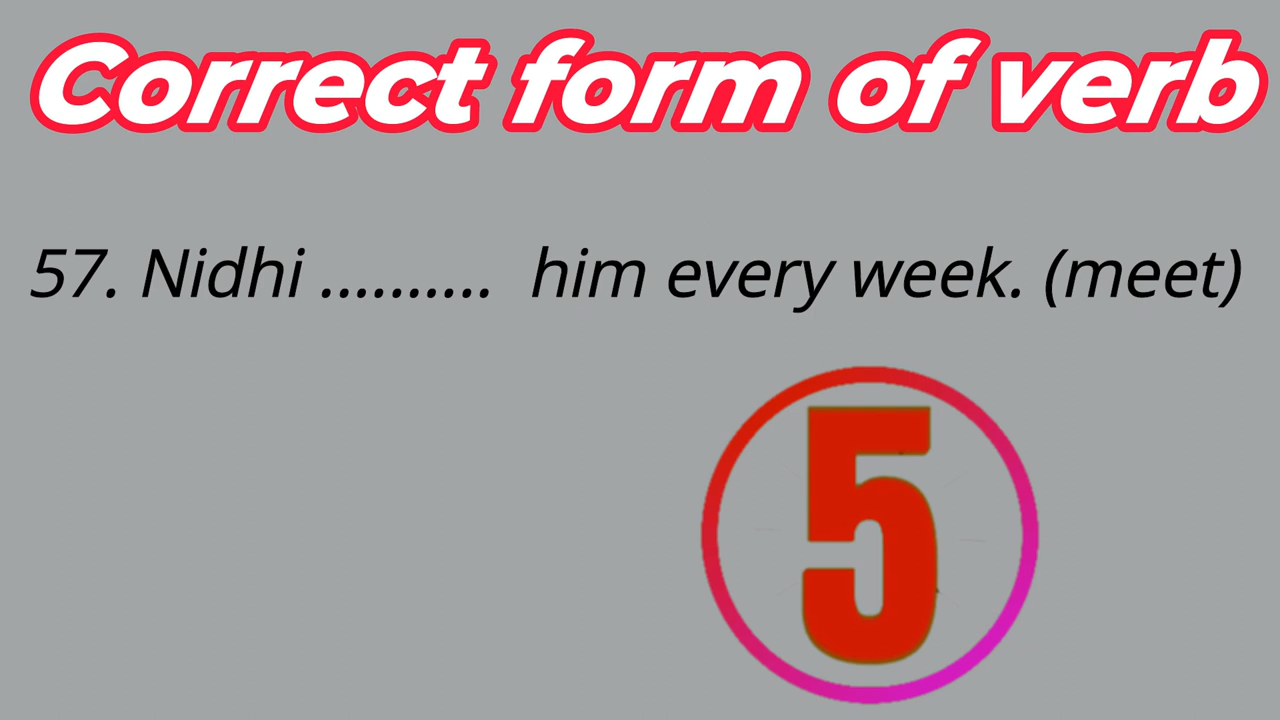 Correct form of verb
57. Nidhi .......... him every week. (meet)
5